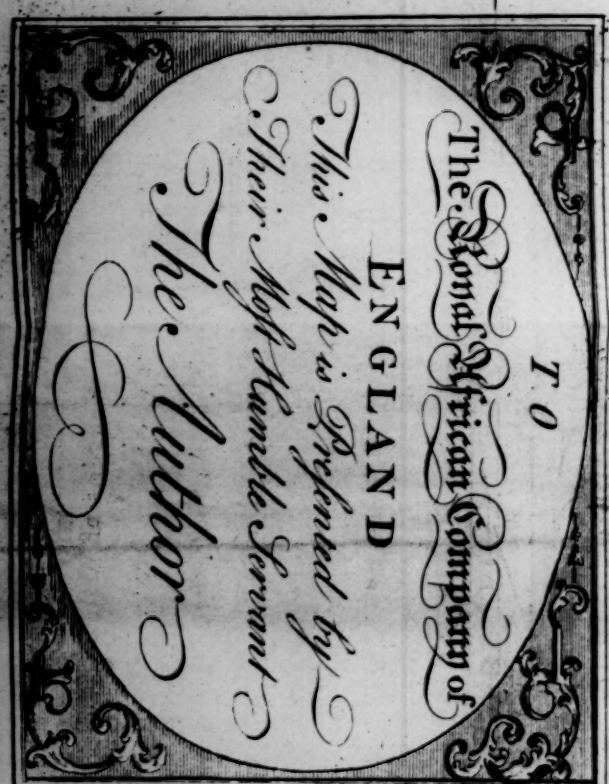 TO
The Royal African Company of
ENGLAND
This Map is Presented by
Their Most Humble Servant
The Author